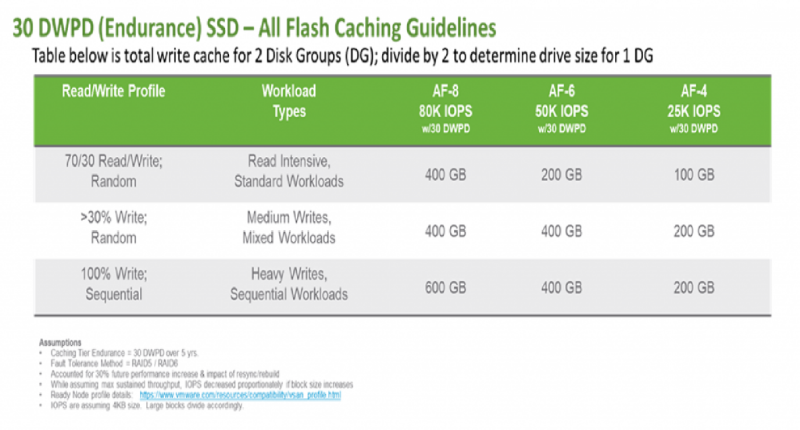 30 DWPD (Endurance) SSD – All Flash Caching Guidelines
Table below is total write cache for 2 Disk Groups (DG); divide by 2 to determine drive size for 1 DG
Read/Write Profile
Workload
Types
AF-8
80K IOPS
w/30 DWPD
AF-6
50K IOPS
w/30 DWPD
AF-4
25K IOPS
w/30 DWPD
70/30 Read/Write;
Random
Read Intensive,
Standard Workloads
400 GB
200 GB
100 GB
>30% Write;
Random
Medium Writes,
Mixed Workloads
400 GB
400 GB
200 GB
100% Write;
Sequential
Heavy Writes,
Sequential Workloads
600 GB
400 GB
200 GB
Assumptions
• Caching Tier Endurance = 30 DWPD over 5 yrs.
• Fault Tolerance Method = RAID5 / RAID6
• Accounted for 30% future performance increase & impact of resync/rebuild
• While assuming max sustained throughput, IOPS decreased proportionately if block size increases
• Ready Node profile details: https://www.vmware.com/resources/compatibility/vsan_profile.html
• IOPS are assuming 4KB size. Large blocks divide accordingly.